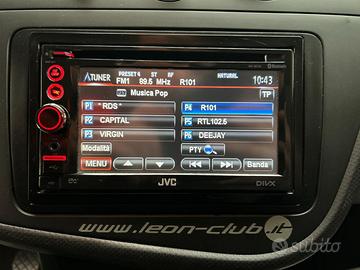 Bluetooth
TUNER PRESET 4 ST RF NATURAL 10:43
FM1 89.5 MHz R101
Musica Pop TP
P1 * RDS * P4 R101
P2 CAPITAL P5 RTL102.5
P3 VIRGIN P6 DEEJAY
Modalità PTY
MENU Banda
JVC DIVX
www.leon-club.it
subito